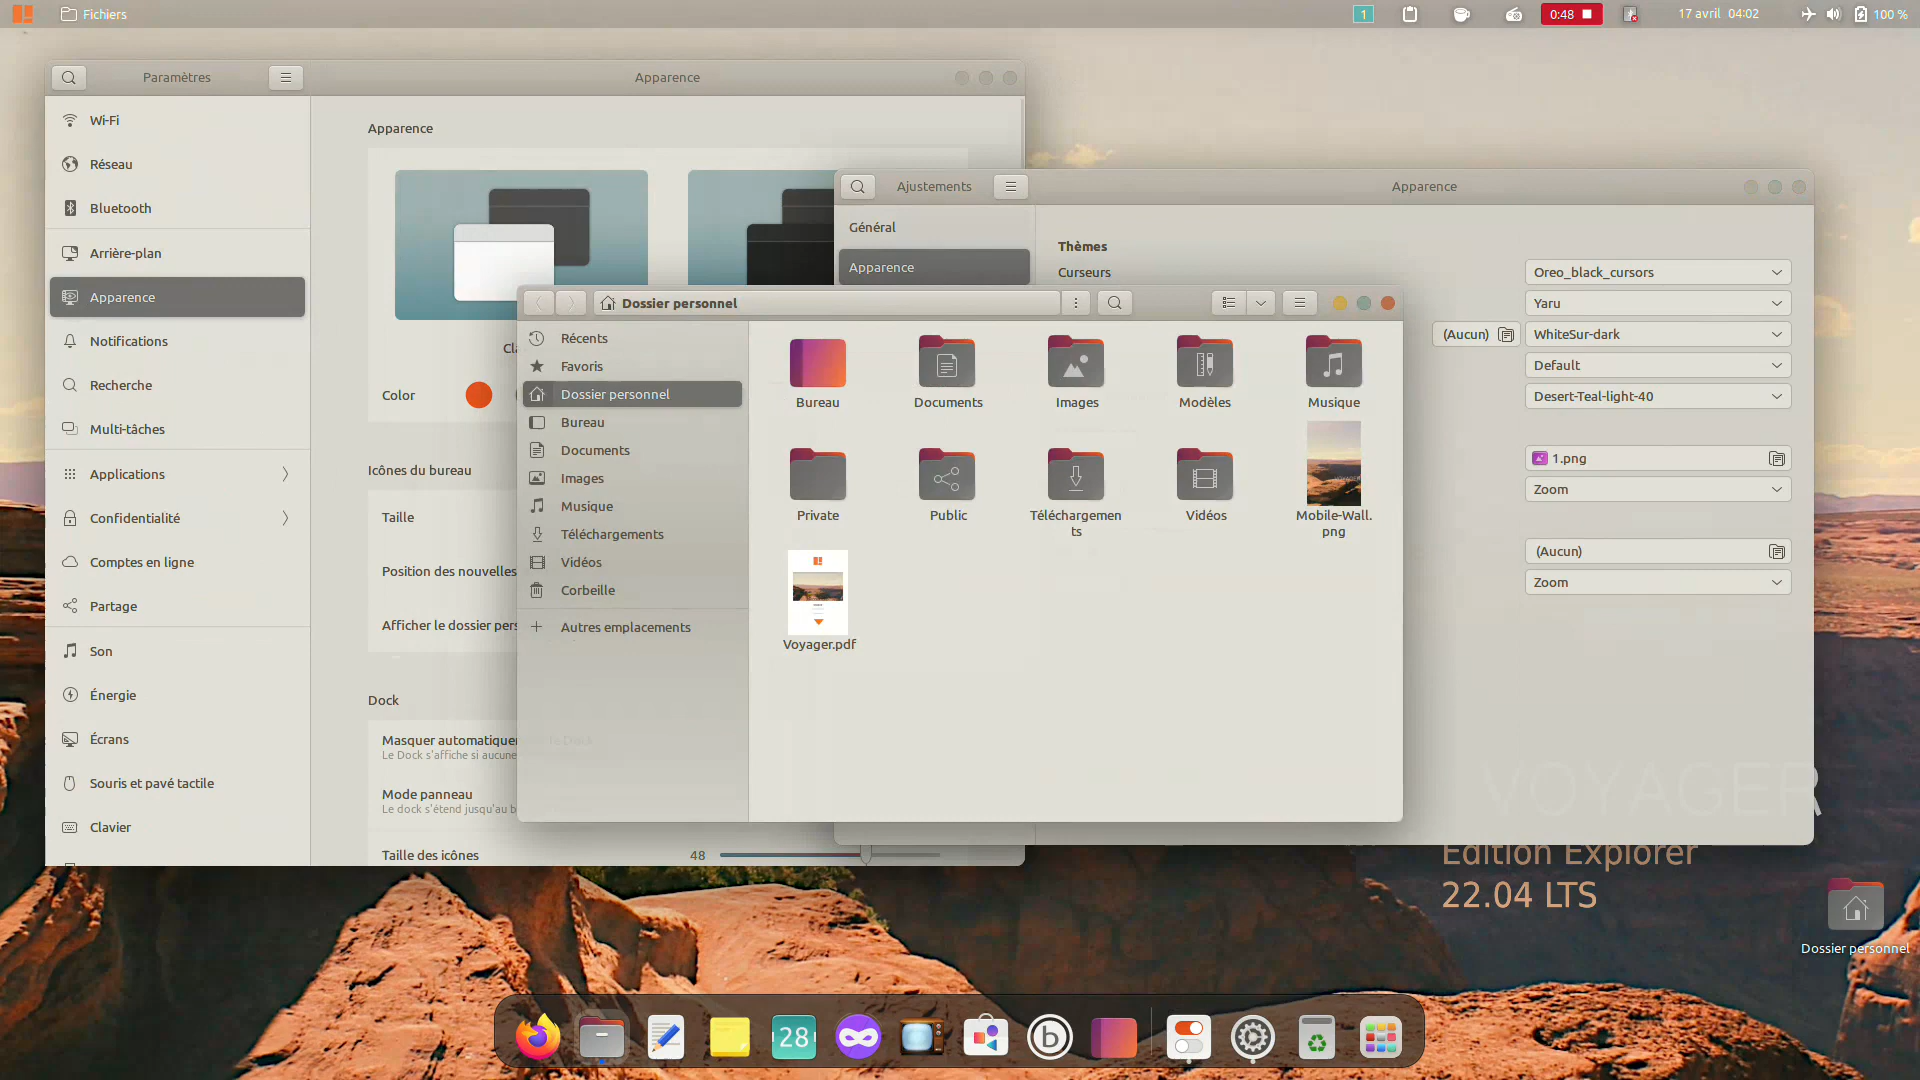 Fichiers
1
0:48
17 avril 04:02
100 %
Paramètres
Apparence
Wi-Fi
Réseau
Bluetooth
Arrière-plan
Apparence
Notifications
Recherche
Multi-tâches
Applications
Confidentialité
Comptes en ligne
Partage
Son
Énergie
Écrans
Souris et pavé tactile
Clavier
Apparence
Color
Icônes du bureau
Taille
Position des nouvelles
Afficher le dossier pers
Dock
Masquer automatiquem
Le Dock s'affiche si aucune
Mode panneau
Le dock s'étend jusqu'au b
Taille des icônes
48
Ajustements
Apparence
Général
Apparence
Thèmes
Curseurs
Oreo_black_cursors
Yaru
(Aucun)
WhiteSur-dark
Default
Desert-Teal-light-40
1.png
Zoom
(Aucun)
Zoom
Dossier personnel
Récents
Favoris
Dossier personnel
Bureau
Documents
Images
Musique
Téléchargements
Vidéos
Corbeille
Autres emplacements
Bureau
Documents
Images
Modèles
Musique
Private
Public
Téléchargemen
ts
Vidéos
Mobile-Wall.
png
Voyager.pdf
VOYAGER
Edition Explorer
22.04 LTS
Dossier personnel
28
b